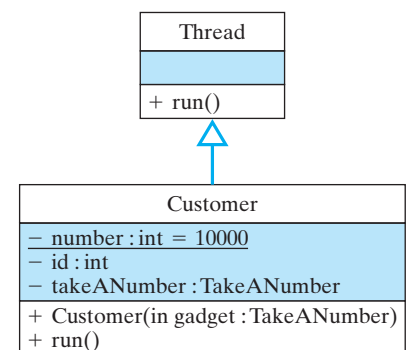 Thread
+ run()
Customer
− number : int = 10000
− id : int
− takeANumber : TakeANumber
+ Customer(in gadget : TakeANumber)
+ run()